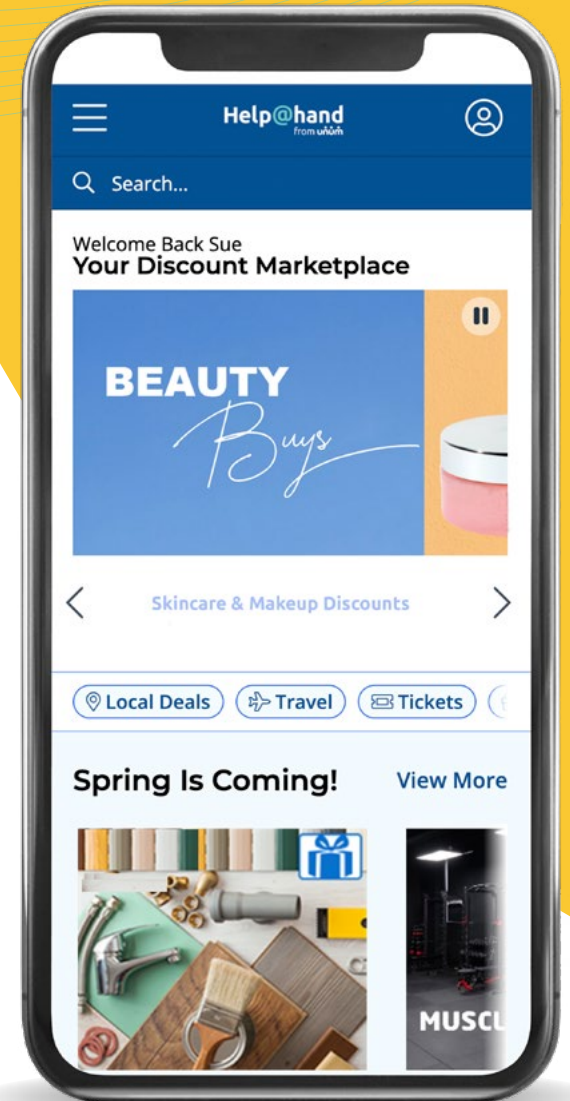 Help@hand
from unum
Search...
Welcome Back Sue
Your Discount Marketplace
BEAUTY
Buys
Skincare & Makeup Discounts
Local Deals
Travel
Tickets
Spring Is Coming!
View More
MUSCL